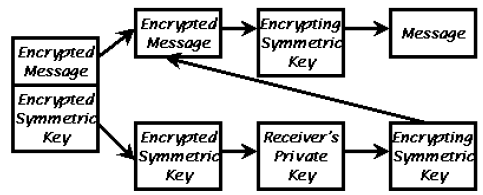 Encrypted
Message
Encrypted
Symmetric
Key
Encrypted
Message
Encrypting
Symmetric
Key
Message
Encrypted
Symmetric
Key
Receiver's
Private
Key
Encrypting
Symmetric
Key